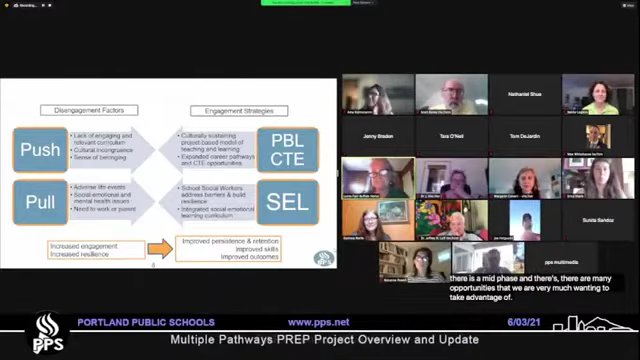 Recording...
Disengagement Factors
Engagement Strategies
Push
• Lack of engaging and
relevant curriculum
• Cultural incongruence
• Sense of belonging
• Culturally sustaining
project based model of
teaching and learning
• Expanded career pathways
and CTE opportunities
PBL
CTE
Pull
• Adverse life events
• Social-emotional and
mental health issues
• Need to work or parent
• School Social Workers
address barriers & build
resilience
• Integrated social-emotional
learning curriculum
SEL
Increased engagement
Increased resilience
Improved persistence & retention
Improved skills
Improved outcomes
Nathaniel Shue
Jenny Braden
Tara O'Neil
Tom DeJardin
Sunita Sandoz
pps multimedia
there is a mid phase and there's, there are many
opportunities that we are very much wanting to
take advantage of.
PORTLAND PUBLIC SCHOOLS
www.pps.net
6/03/21
PPS
Multiple Pathways PREP Project Overview and Update